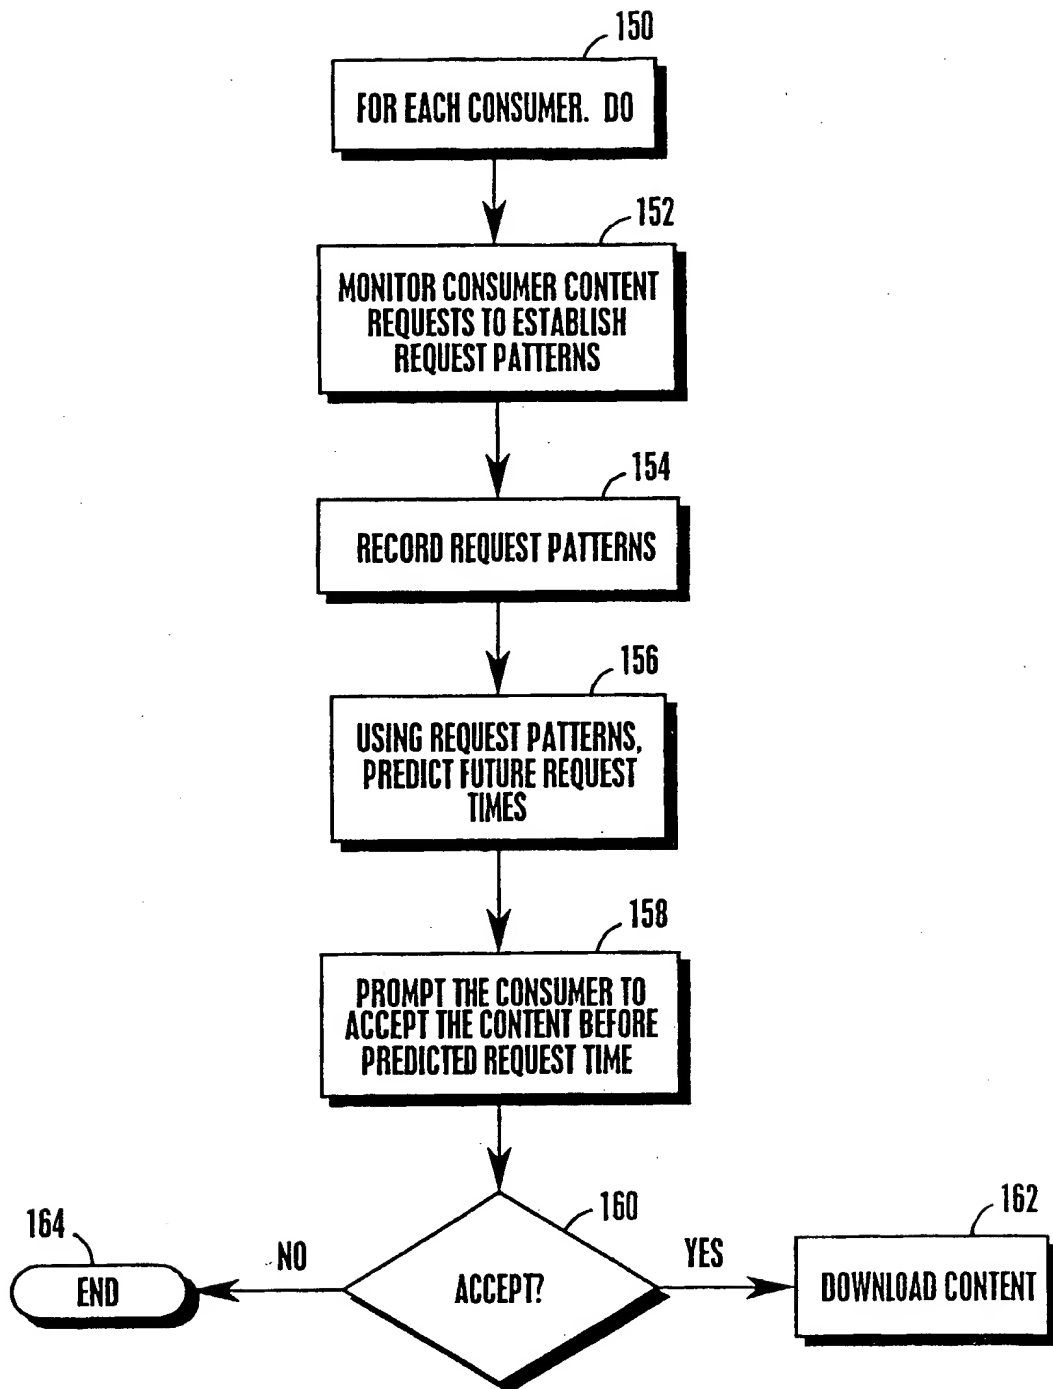 150
FOR EACH CONSUMER. DO
152
MONITOR CONSUMER CONTENT
REQUESTS TO ESTABLISH
REQUEST PATTERNS
154
RECORD REQUEST PATTERNS
156
USING REQUEST PATTERNS,
PREDICT FUTURE REQUEST
TIMES
158
PROMPT THE CONSUMER TO
ACCEPT THE CONTENT BEFORE
PREDICTED REQUEST TIME
160
ACCEPT?
NO
YES
164
END
162
DOWNLOAD CONTENT